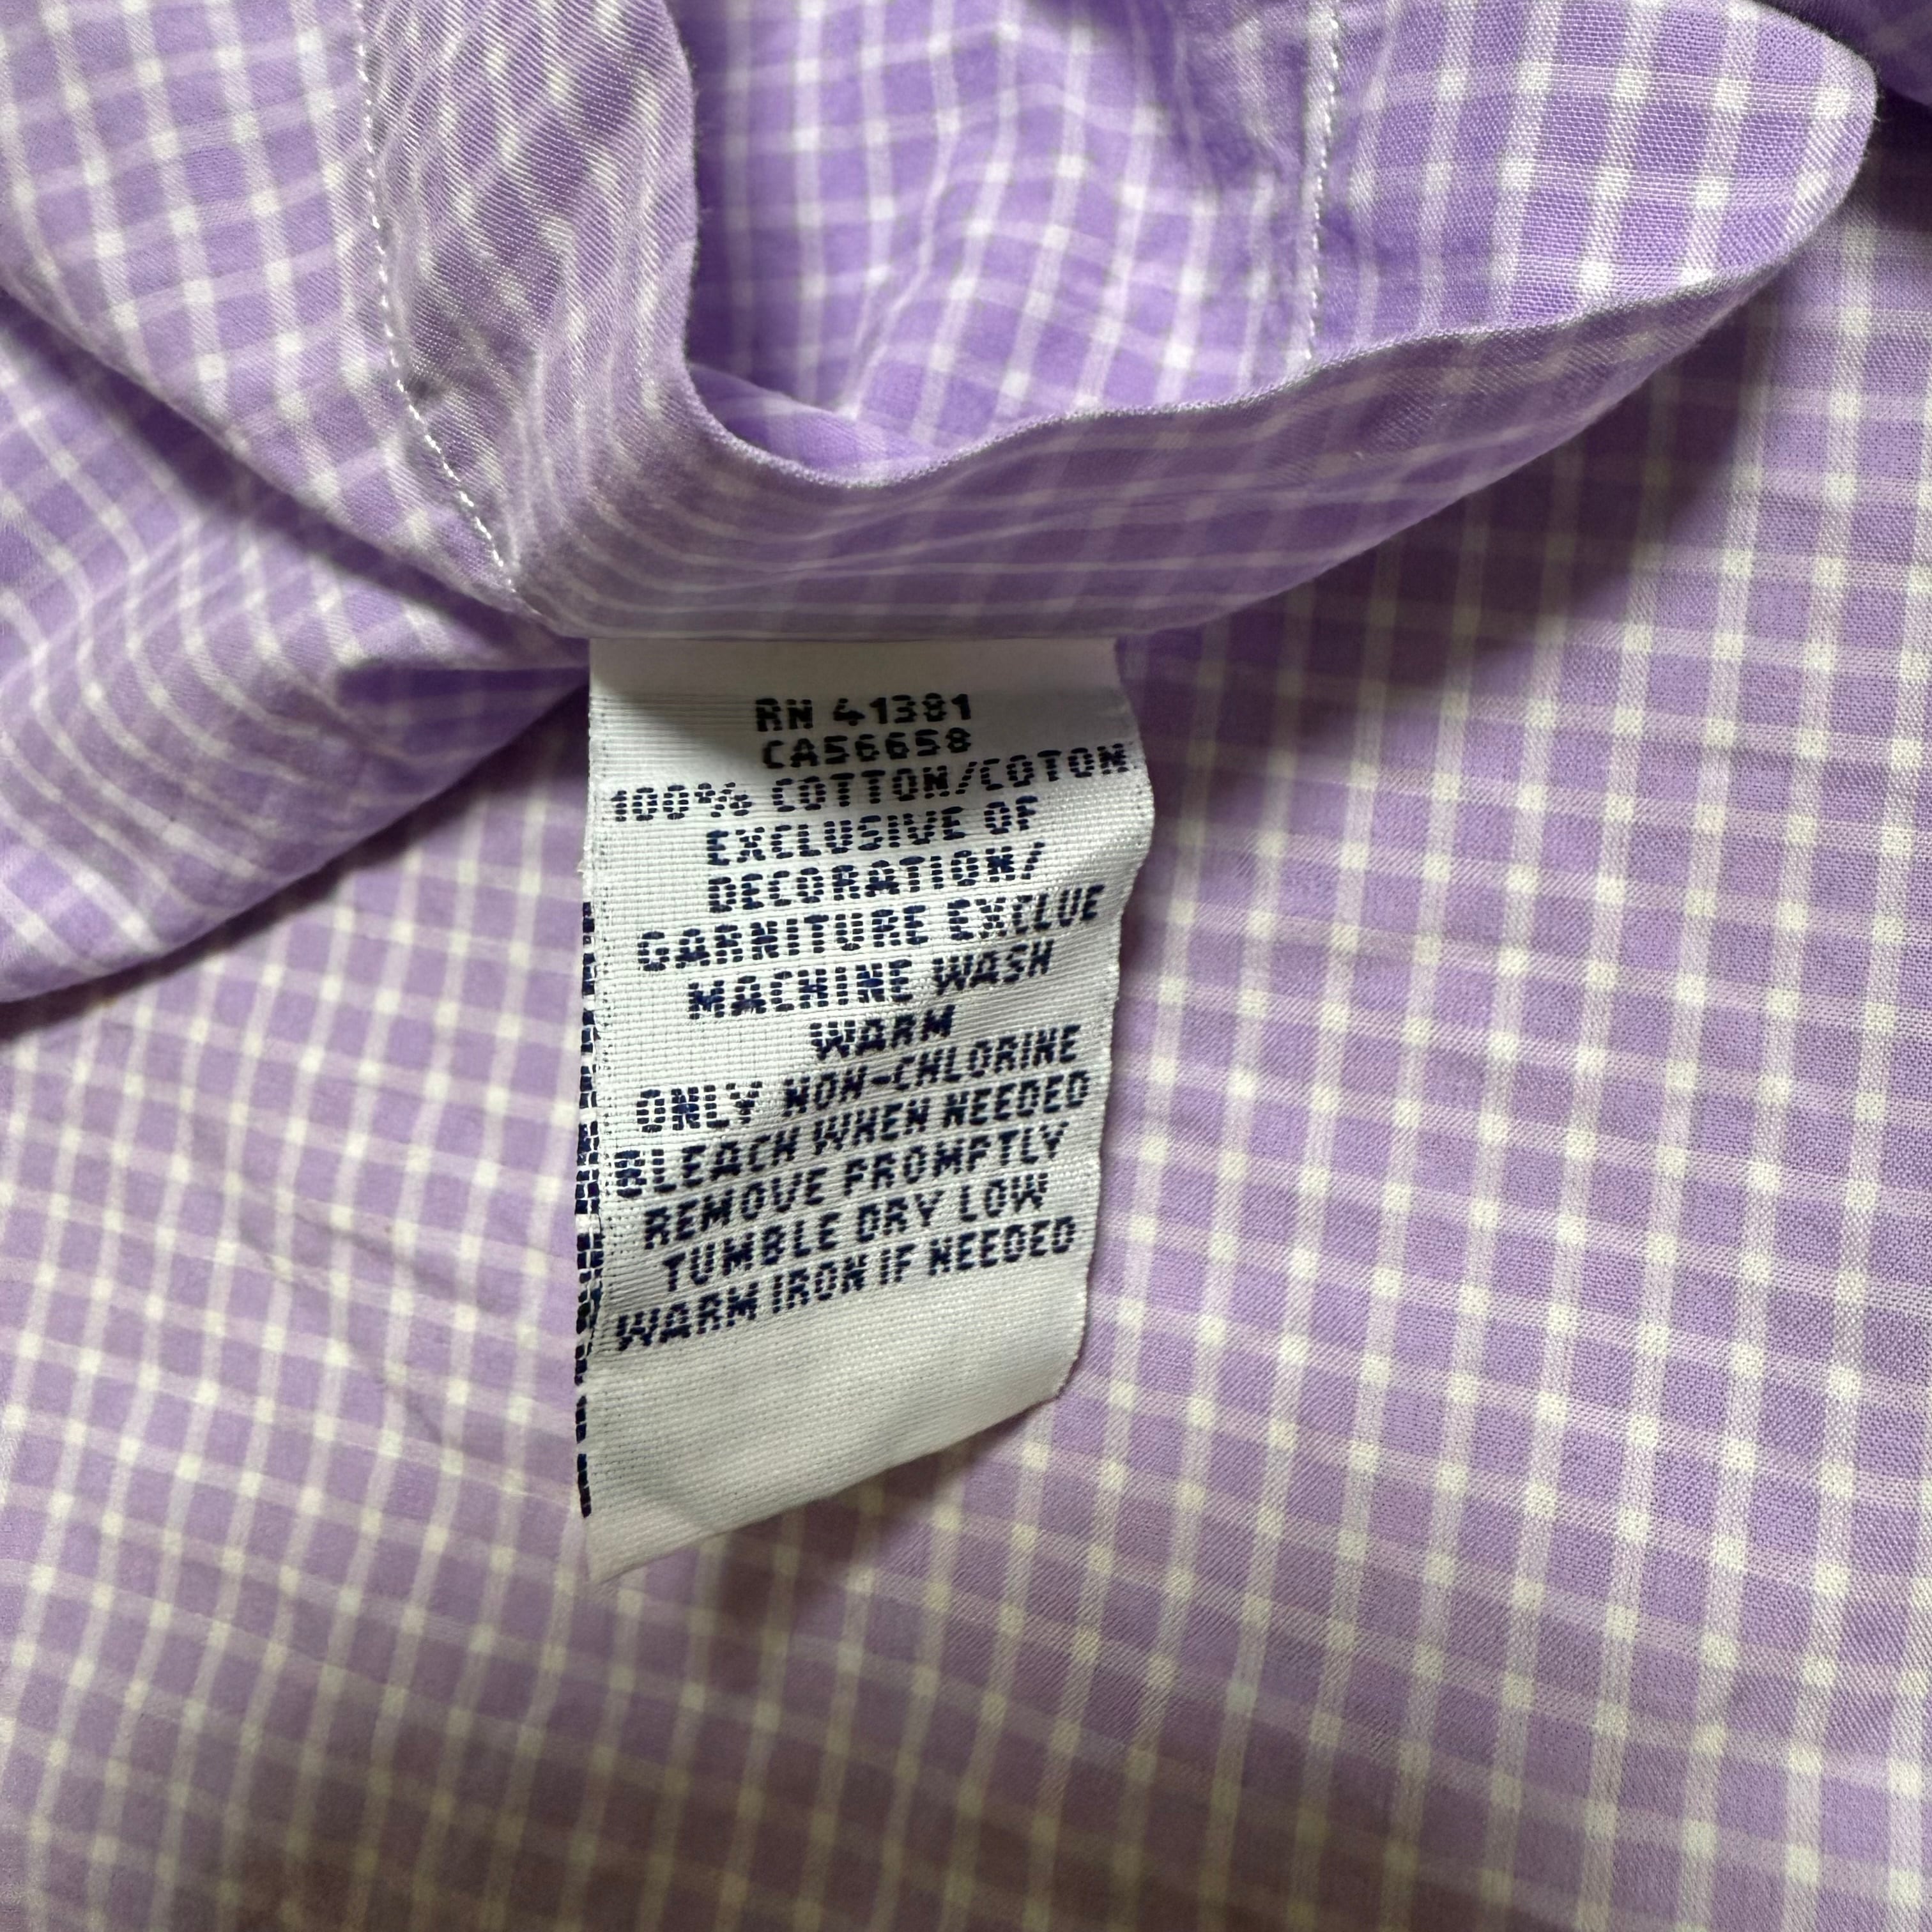 RN 41381
CA56658
100% COTTON/COTON
EXCLUSIVE OF
DECORATION/
GARNITURE EXCLUE
MACHINE WASH
WARM
ONLY NON-CHLORINE
BLEACH WHEN NEEDED
REMOVE PROMPTLY
TUMBLE DRY LOW
WARM IRON IF NEEDED